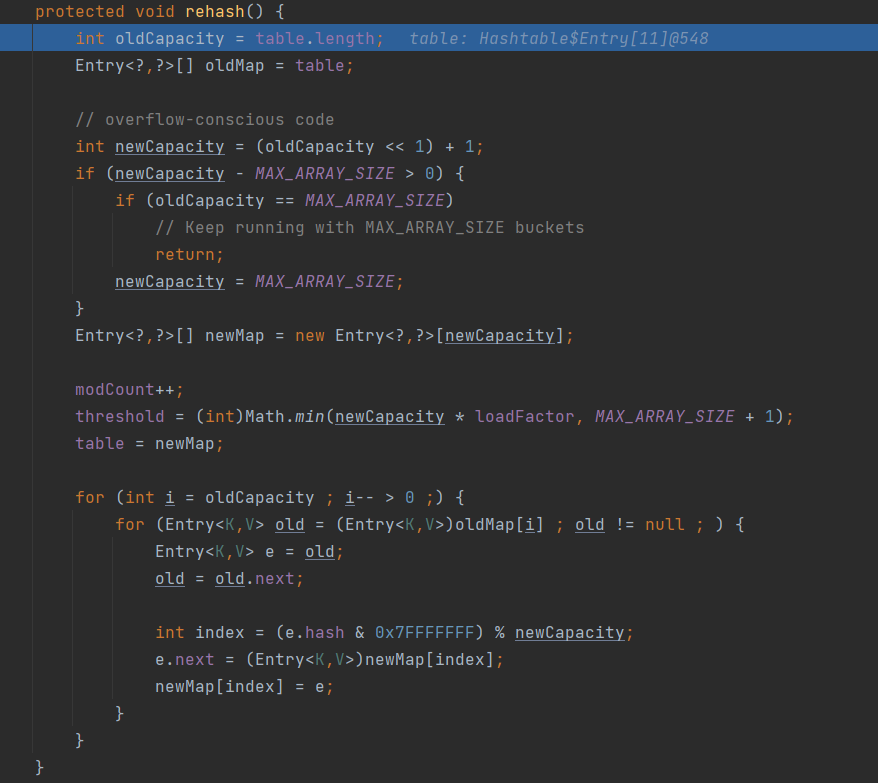 protected void rehash() {
int oldCapacity = table.length; table: Hashtable$Entry[11]@548
Entry<?,?>[] oldMap = table;
// overflow-conscious code
int newCapacity = (oldCapacity << 1) + 1;
if (newCapacity - MAX_ARRAY_SIZE > 0) {
if (oldCapacity == MAX_ARRAY_SIZE)
// Keep running with MAX_ARRAY_SIZE buckets
return;
newCapacity = MAX_ARRAY_SIZE;
}
Entry<?,?>[] newMap = new Entry<?,?>[newCapacity];
modCount++;
threshold = (int)Math.min(newCapacity * loadFactor, MAX_ARRAY_SIZE + 1);
table = newMap;
for (int i = oldCapacity ; i-- > 0 ;) {
for (Entry<K,V> old = (Entry<K,V>)oldMap[i] ; old != null ; ) {
Entry<K,V> e = old;
old = old.next;
int index = (e.hash & 0x7FFFFFFF) % newCapacity;
e.next = (Entry<K,V>)newMap[index];
newMap[index] = e;
}
}
}